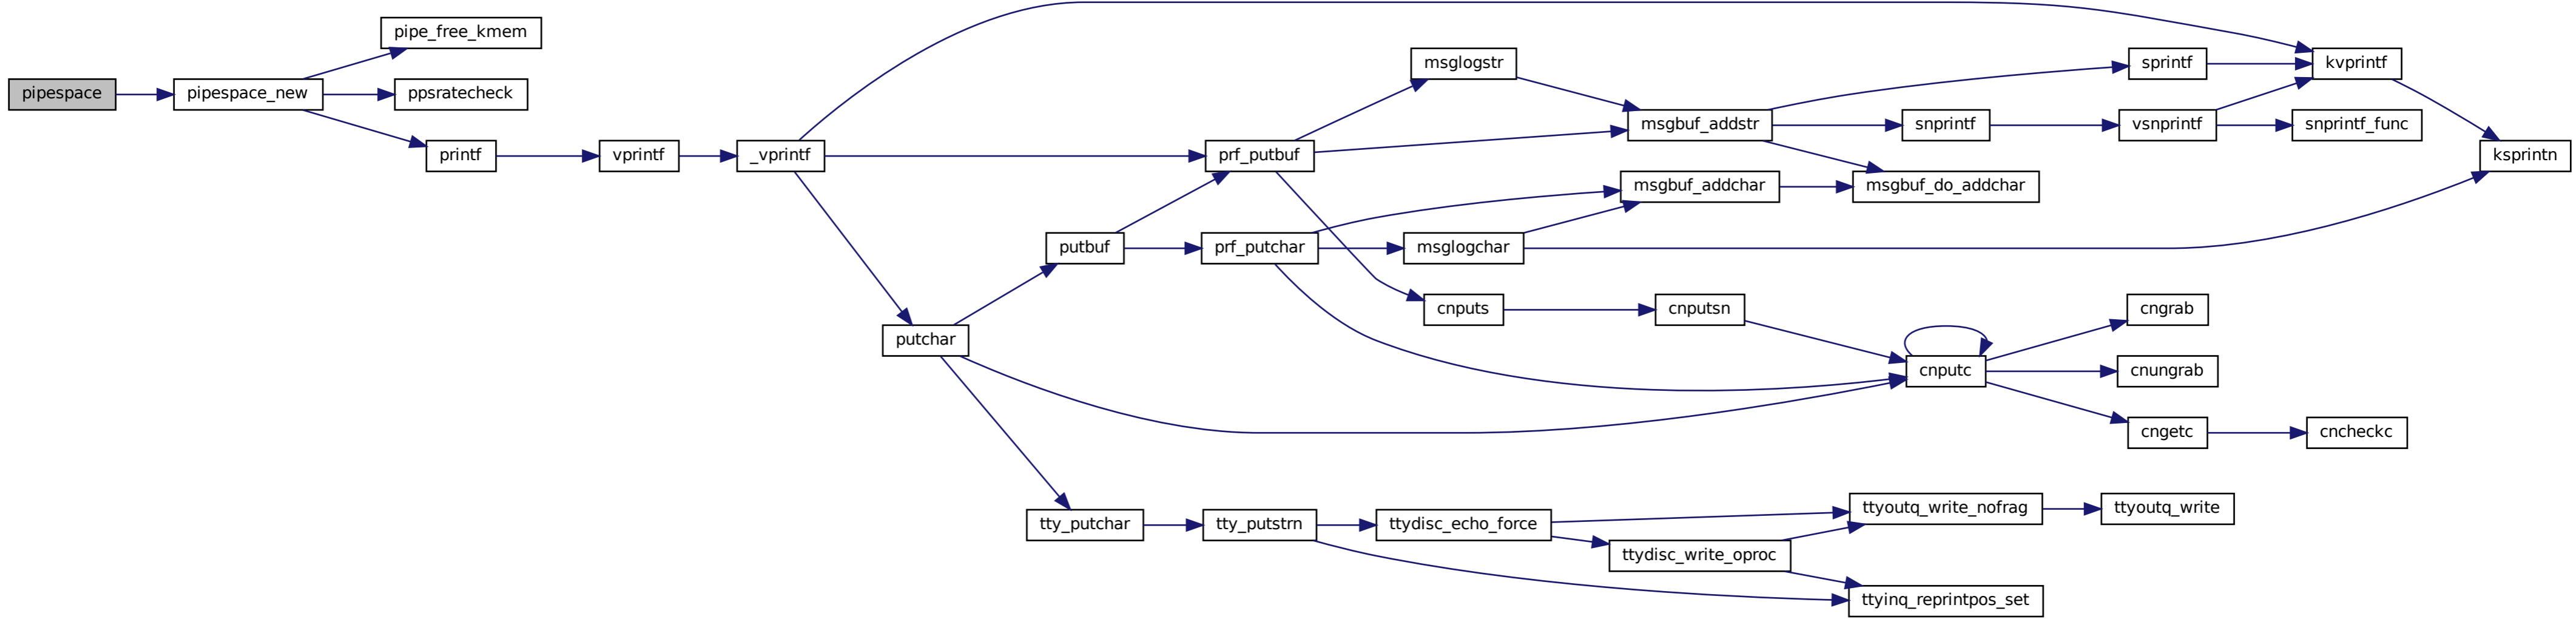 pipespace
pipespace_new
pipe_free_kmem
ppsratecheck
printf
vprintf
_vprintf
putchar
putbuf
tty_putchar
prf_putbuf
prf_putchar
tty_putstrn
msglogstr
msglogchar
cnputs
ttydisc_echo_force
msgbuf_addstr
msgbuf_addchar
cnputsn
ttydisc_write_oproc
snprintf
msgbuf_do_addchar
cnputc
ttyoutq_write_nofrag
ttyinq_reprintpos_set
sprintf
vsnprintf
cngrab
cnungrab
cngetc
ttyoutq_write
kvprintf
snprintf_func
cncheckc
ksprintn